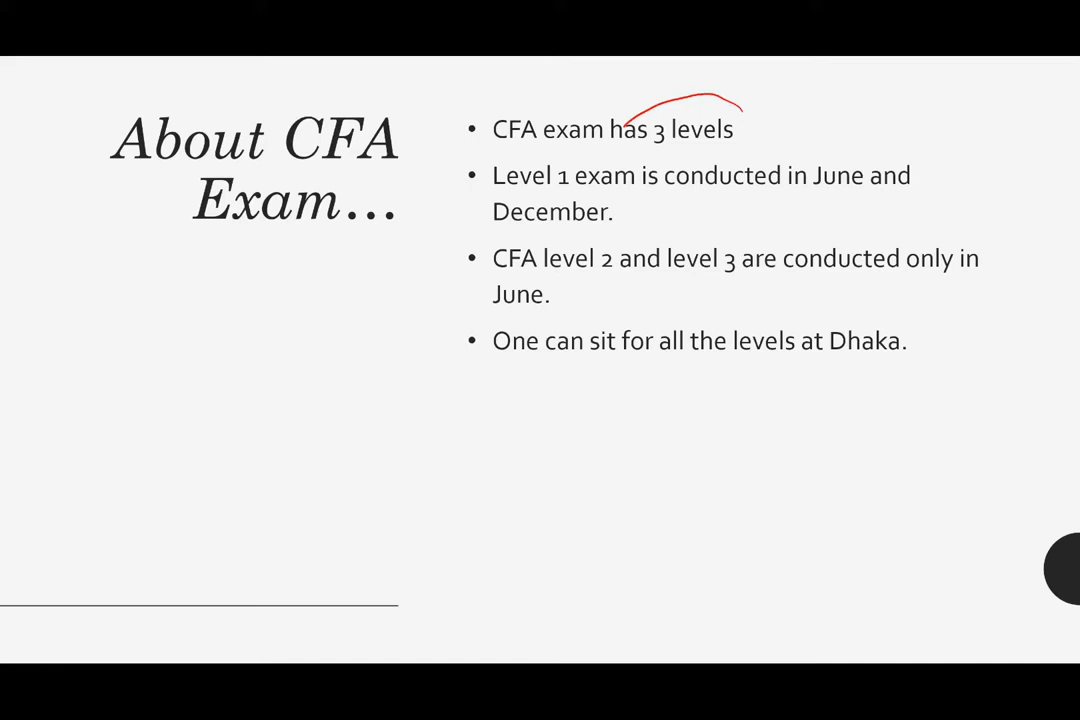 About CFA
Exam...
• CFA exam has 3 levels
• Level 1 exam is conducted in June and
December.
• CFA level 2 and level 3 are conducted only in
June.
• One can sit for all the levels at Dhaka.